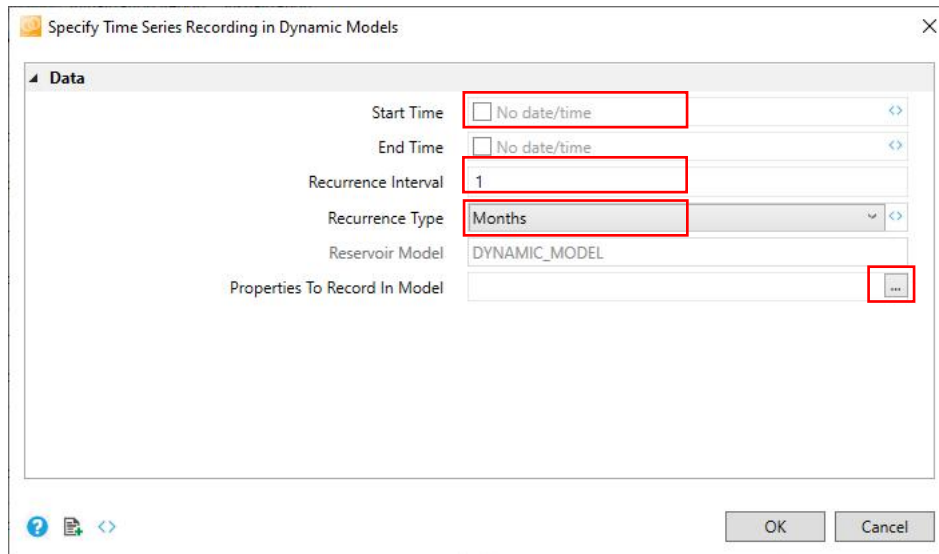 Specify Time Series Recording in Dynamic Models
Data
Start Time No date/time <>
End Time No date/time <>
Recurrence Interval 1
Recurrence Type Months <>
Reservoir Model DYNAMIC_MODEL
Properties To Record In Model ...
? <> OK Cancel